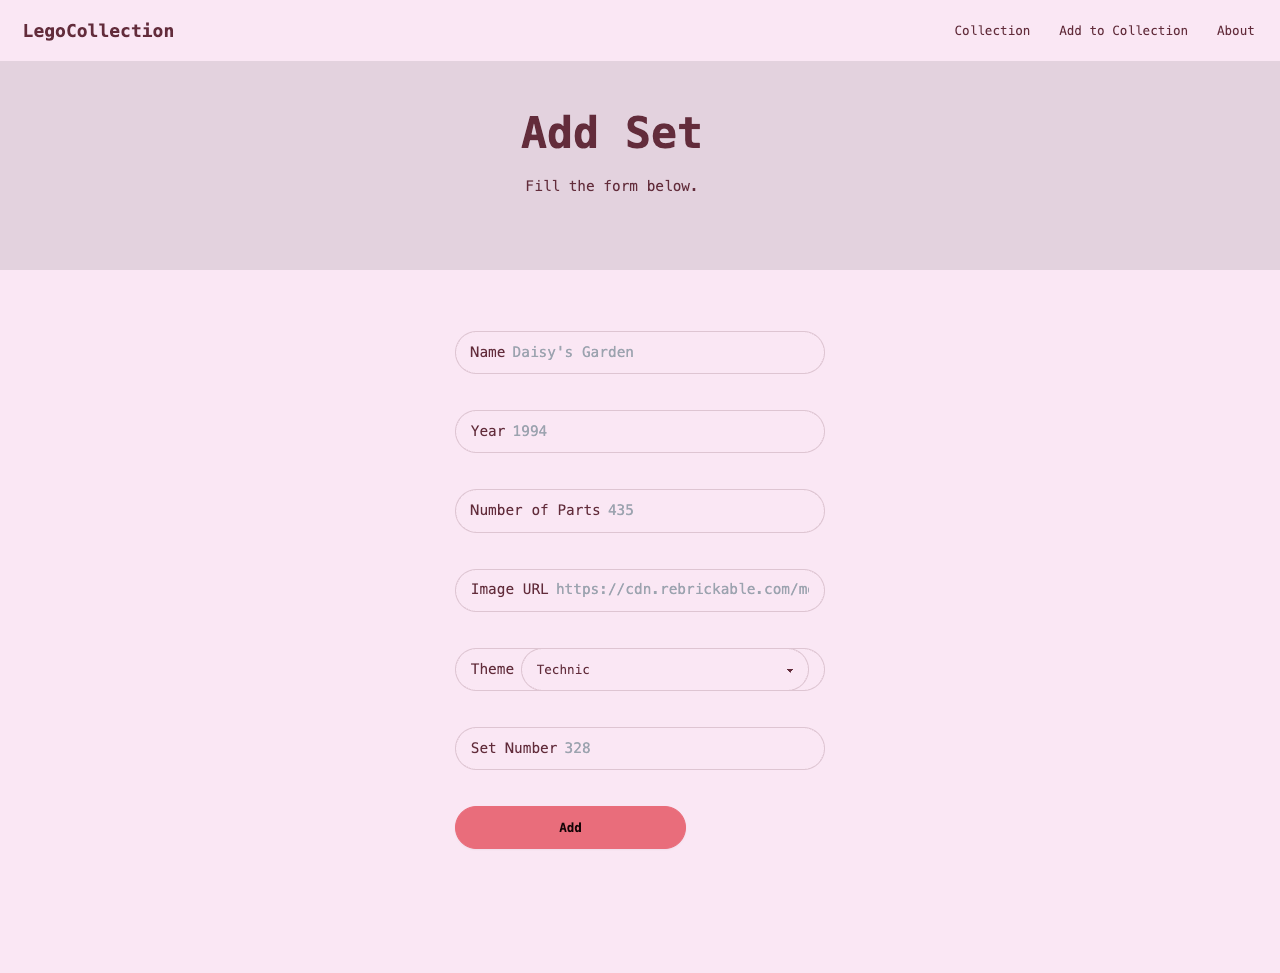 LegoCollection
Collection Add to Collection About
Add Set
Fill the form below.
Name Daisy's Garden
Year 1994
Number of Parts 435
Image URL https://cdn.rebrickable.com/m
Theme Technic
Set Number 328
Add